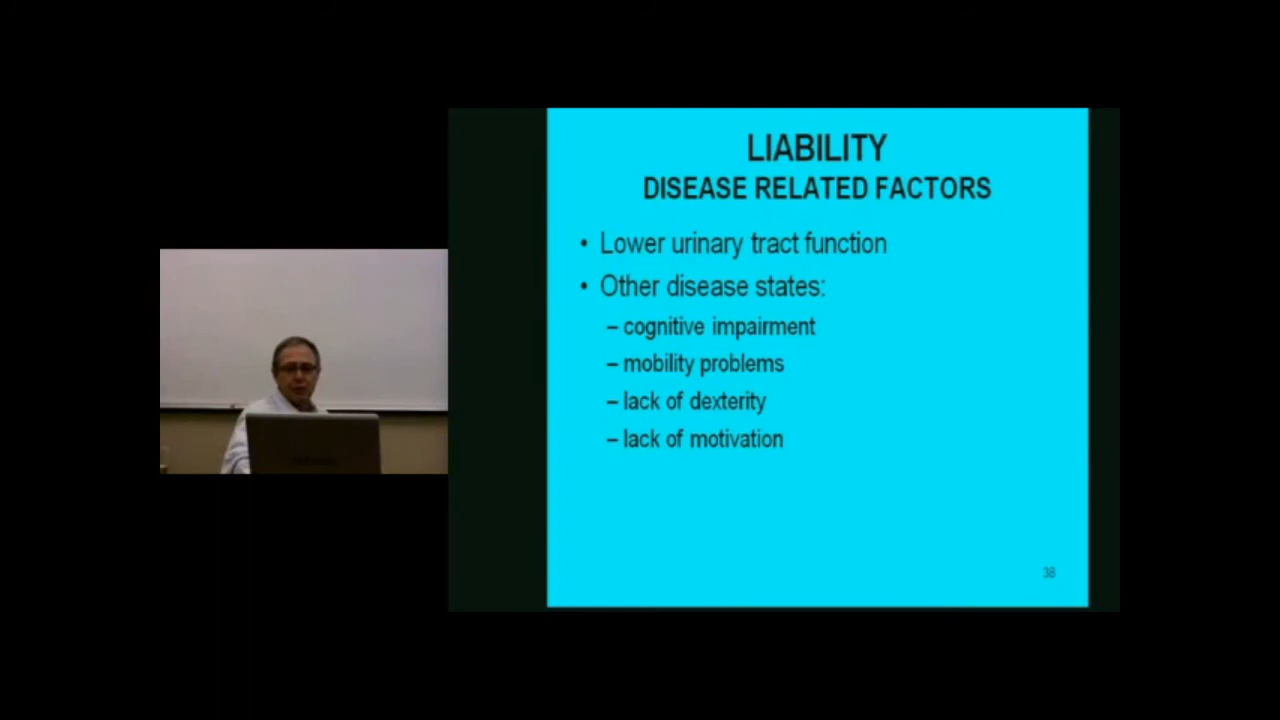 LIABILITY
DISEASE RELATED FACTORS
• Lower urinary tract function
• Other disease states:
– cognitive impairment
– mobility problems
– lack of dexterity
– lack of motivation
38